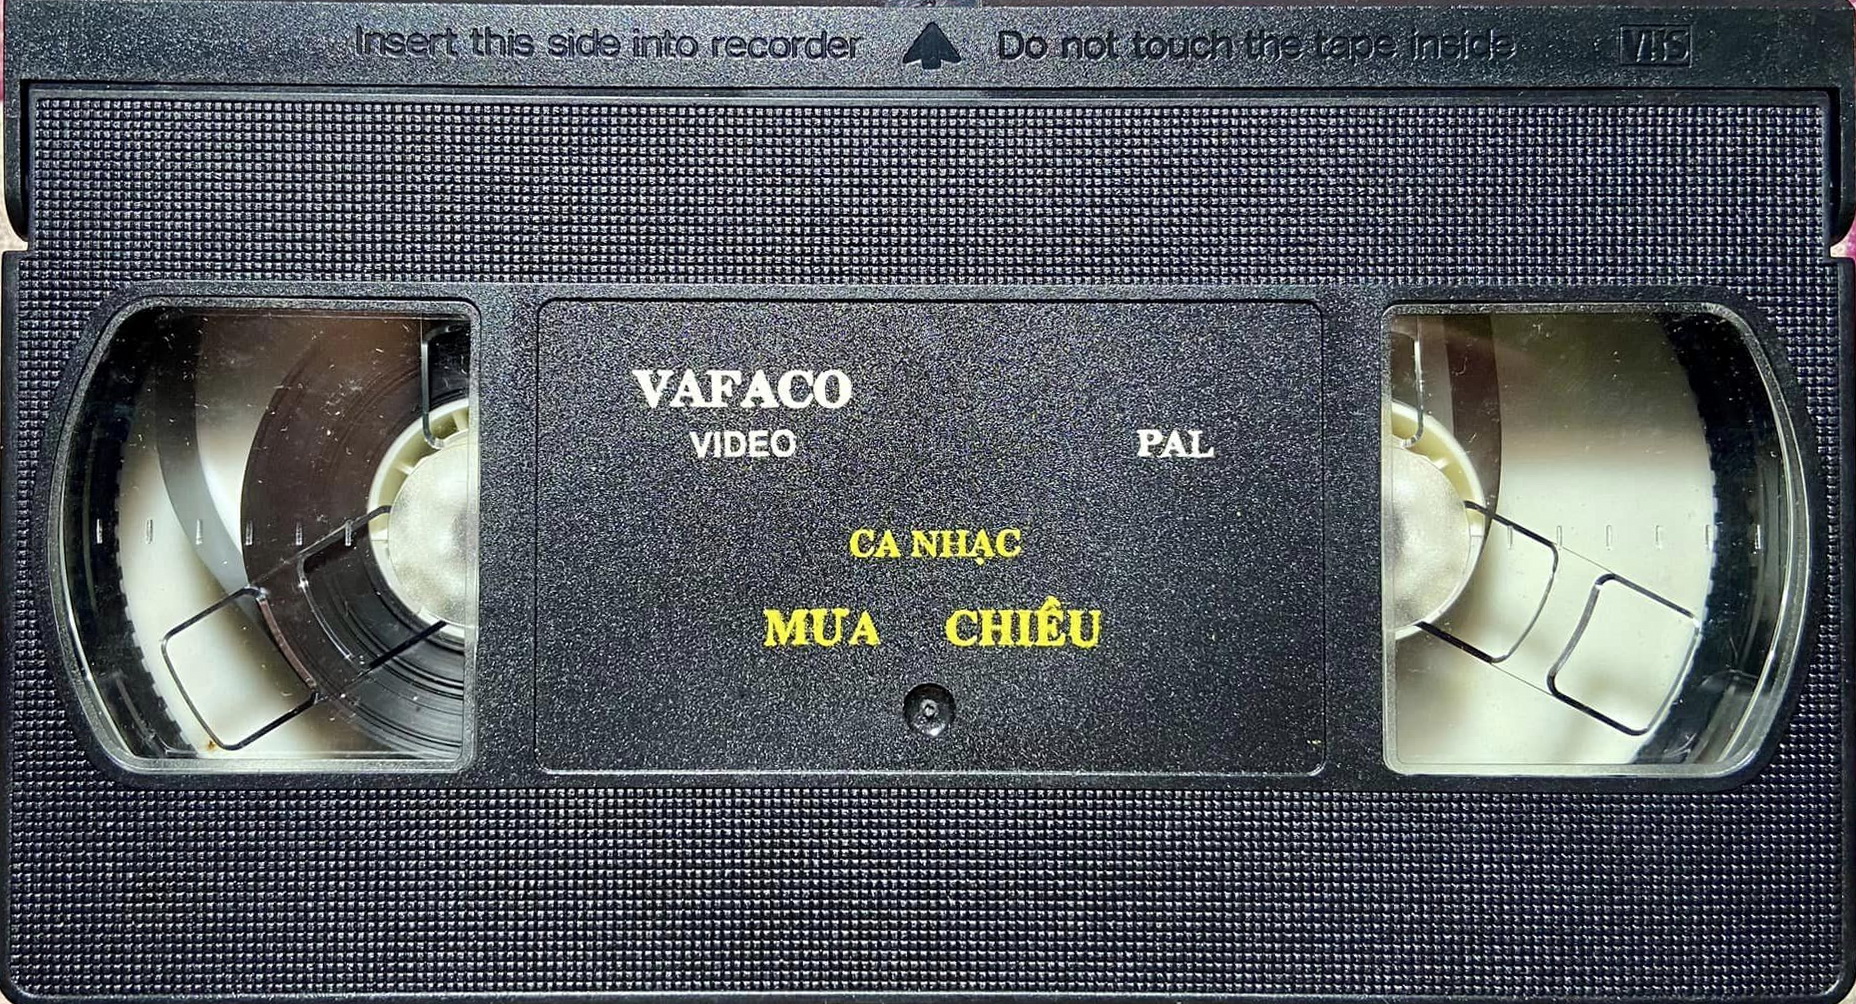 Insert this side into recorder Do not touch the tape inside VHS
VAFACO
VIDEO PAL
CA NHẠC
MƯA CHIỀU